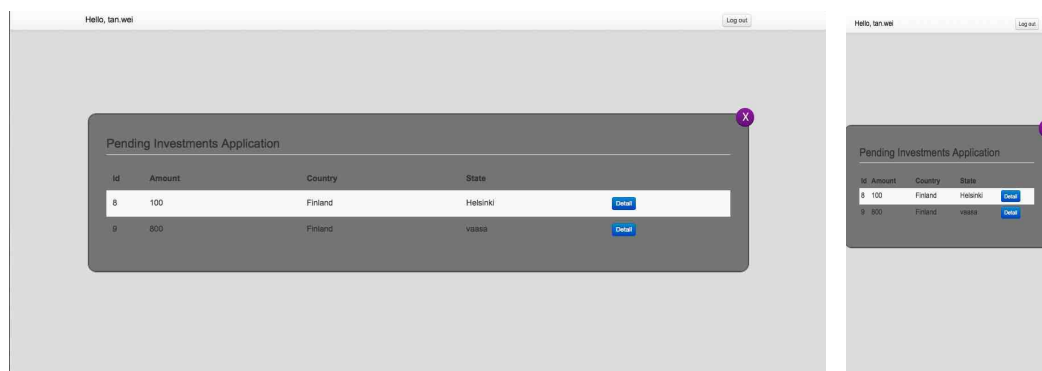 Hello, tan.wei Log out
X
Pending Investments Application
Id Amount Country State
8 100 Finland Helsinki Detail
9 800 Finland vaasa Detail
Hello, tan.wei Log out
Pending Investments Application
Id Amount Country State
8 100 Finland Helsinki Detail
9 800 Finland vaasa Detail